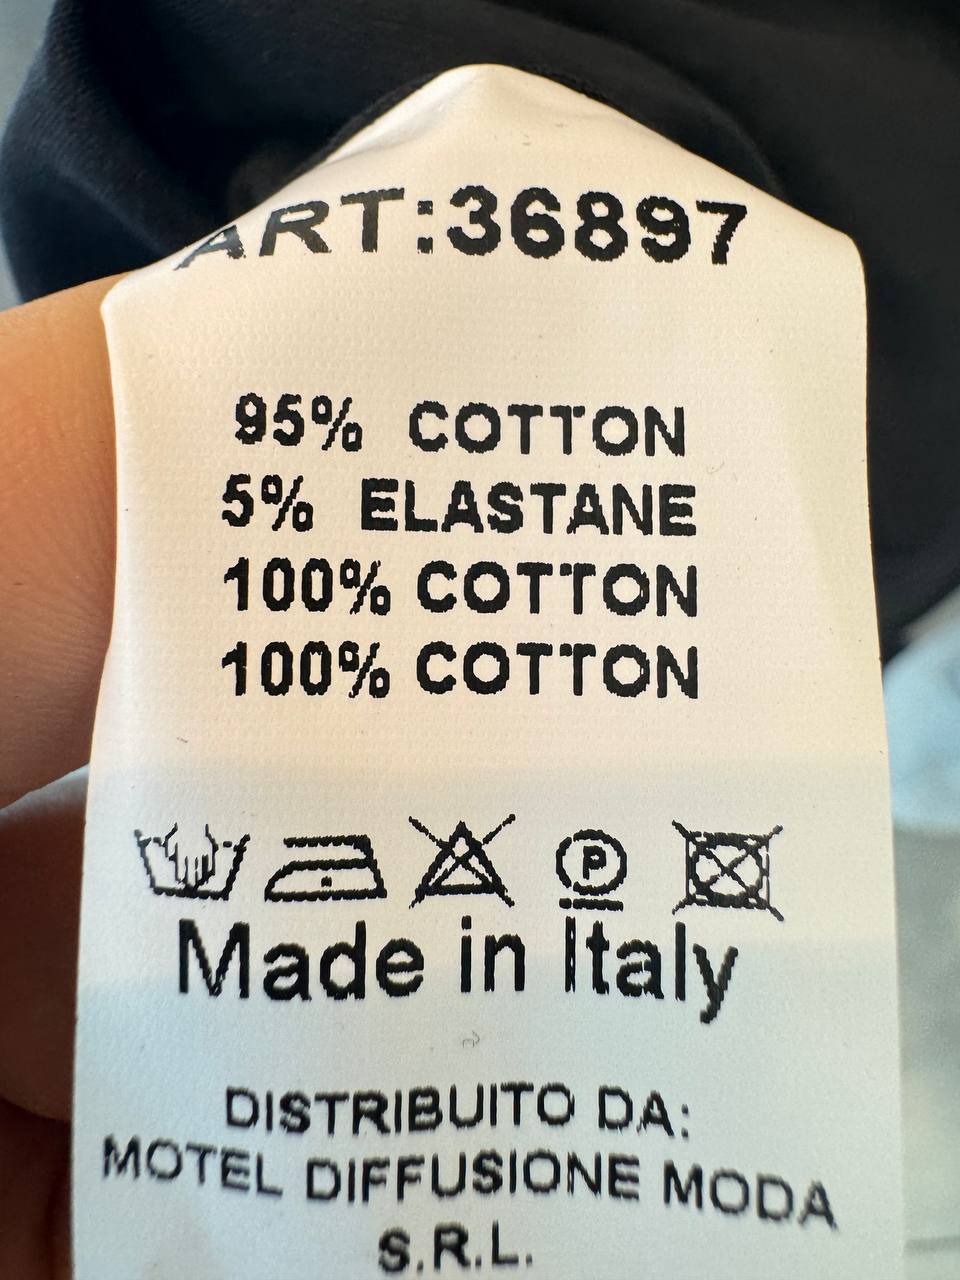 ART:36897
95% COTTON
5% ELASTANE
100% COTTON
100% COTTON
P
Made in Italy
DISTRIBUITO DA:
MOTEL DIFFUSIONE MODA
S.R.L.